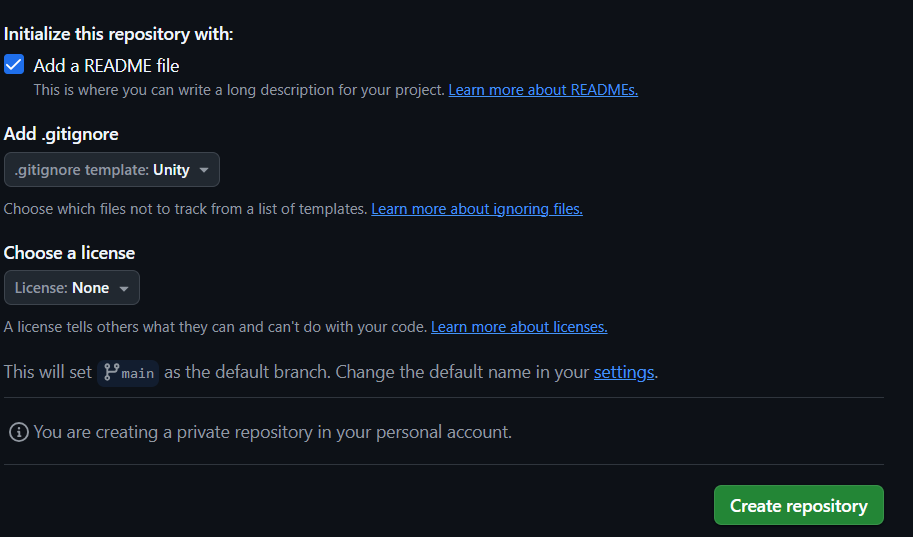 Initialize this repository with:
Add a README file
This is where you can write a long description for your project. Learn more about READMEs.
Add .gitignore
.gitignore template: Unity
Choose which files not to track from a list of templates. Learn more about ignoring files.
Choose a license
License: None
A license tells others what they can and can't do with your code. Learn more about licenses.
This will set main as the default branch. Change the default name in your settings.
You are creating a private repository in your personal account.
Create repository